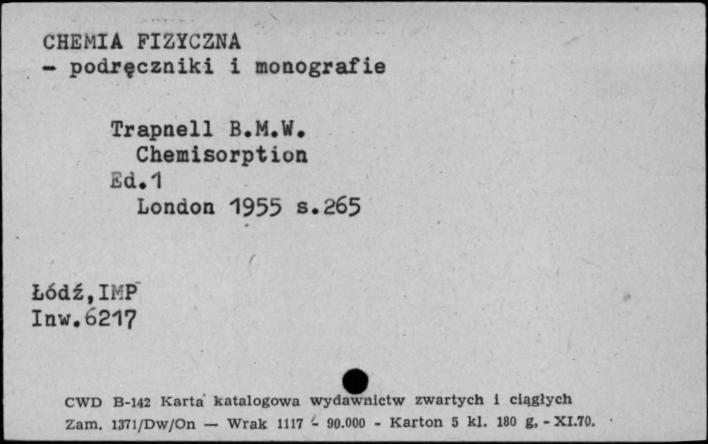 CHEMIA FIZYCZNA
- podręczniki i monografie
Trapnell B.M.W.
Chemisorption
Ed.1
London 1955 s.265
Łódź,IMP
Inw.6217
CWD B-142 Karta katalogowa wydawnictw zwartych i ciągłych
Zam. 1371/Dw/On — Wrak 1117 - 90.000 - Karton 5 kl. 180 g, - XI.70.